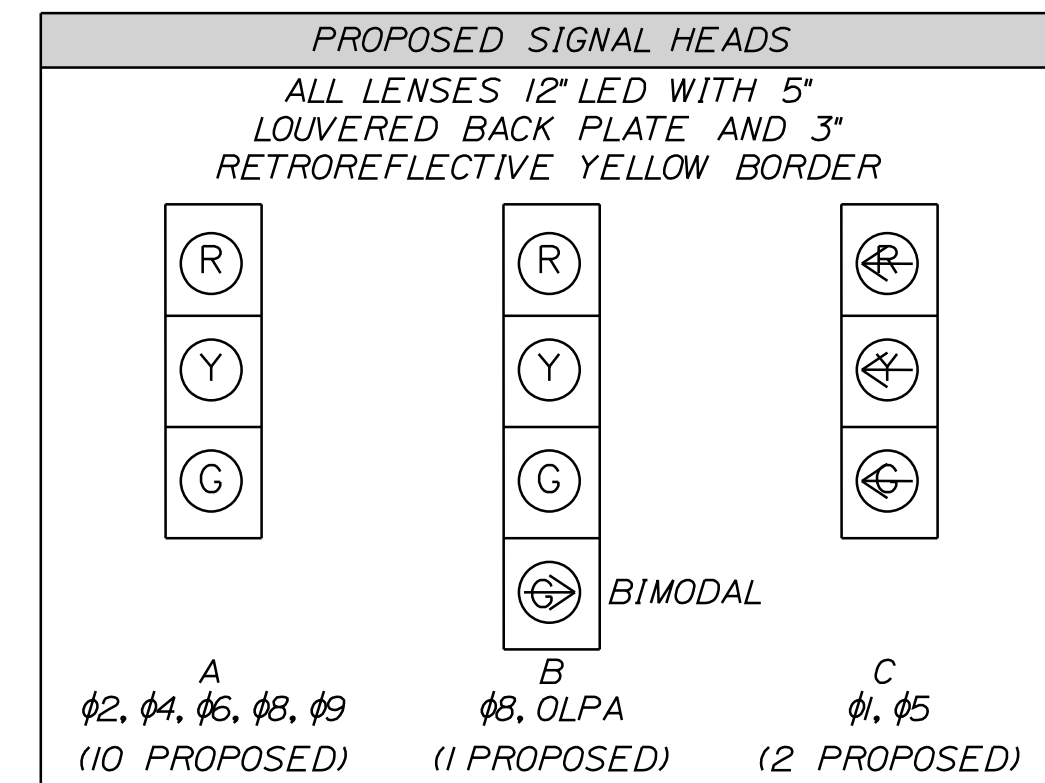 PROPOSED SIGNAL HEADS
ALL LENSES 12" LED WITH 5"
LOUVERED BACK PLATE AND 3"
RETROREFLECTIVE YELLOW BORDER
R R R
Y Y Y
G G G
G BIMODAL
A B C
ϕ2, ϕ4, ϕ6, ϕ8, ϕ9 ϕ8, OLPA ϕ1, ϕ5
(10 PROPOSED) (1 PROPOSED) (2 PROPOSED)